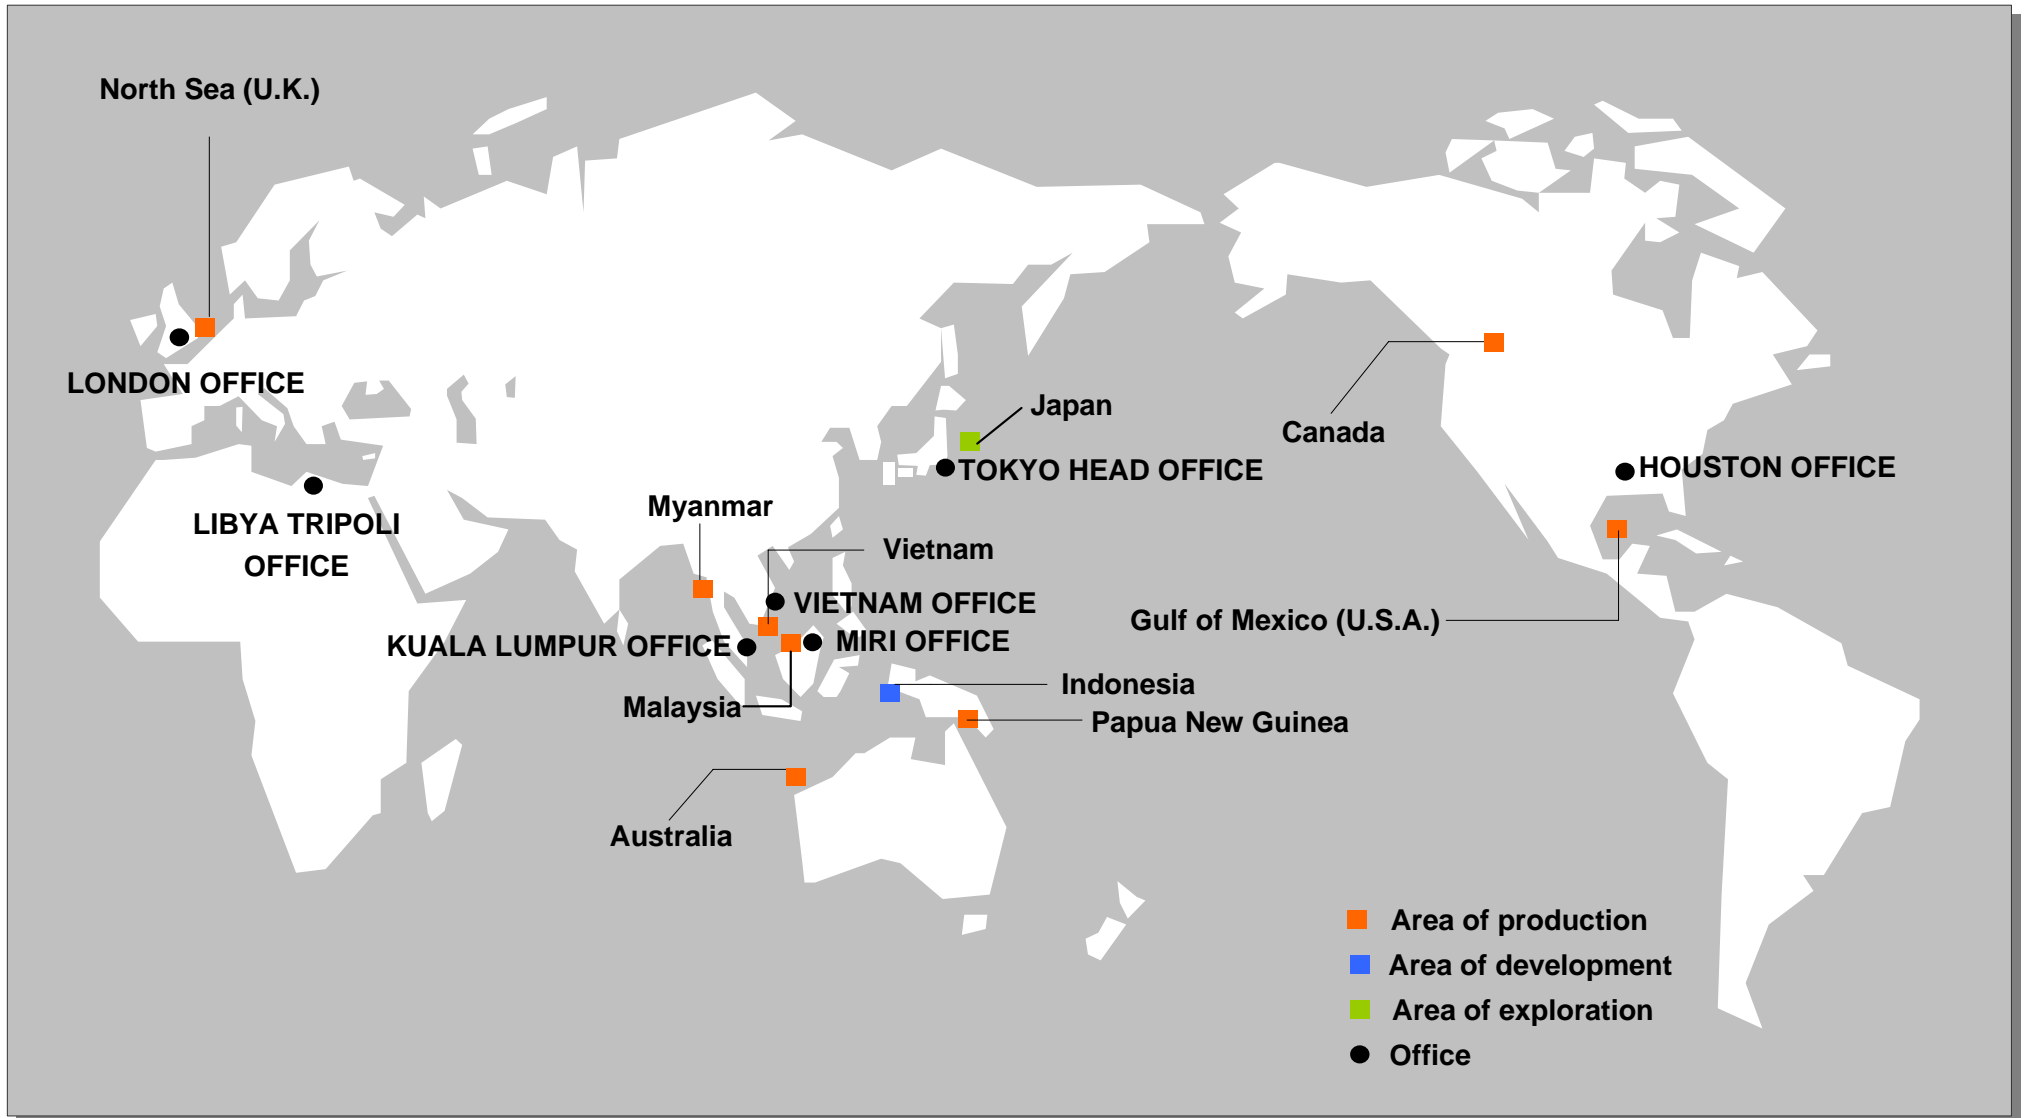 North Sea (U.K.)
LONDON OFFICE
Japan
Canada
TOKYO HEAD OFFICE
HOUSTON OFFICE
Myanmar
LIBYA TRIPOLI
OFFICE
Vietnam
VIETNAM OFFICE
Gulf of Mexico (U.S.A.)
KUALA LUMPUR OFFICE
MIRI OFFICE
Indonesia
Malaysia
Papua New Guinea
Australia
Area of production
Area of development
Area of exploration
Office